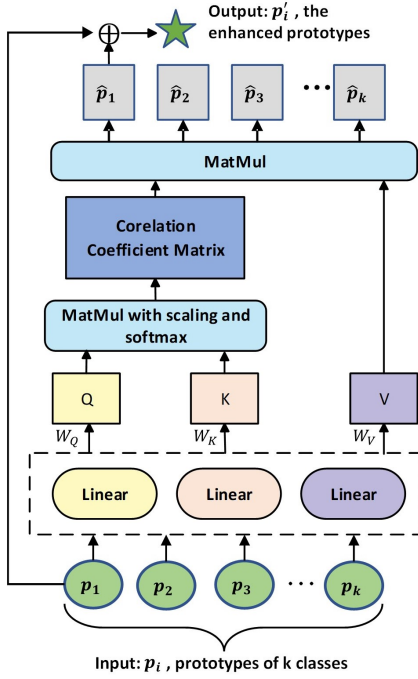 Output: p′ᵢ , the
enhanced prototypes
⊕
p̂₁ p̂₂ p̂₃ ••• p̂ₖ
MatMul
Corelation
Coefficient Matrix
MatMul with scaling and
softmax
Q K V
W_Q W_K W_V
Linear Linear Linear
p₁ p₂ p₃ ··· pₖ
Input: pᵢ , prototypes of k classes